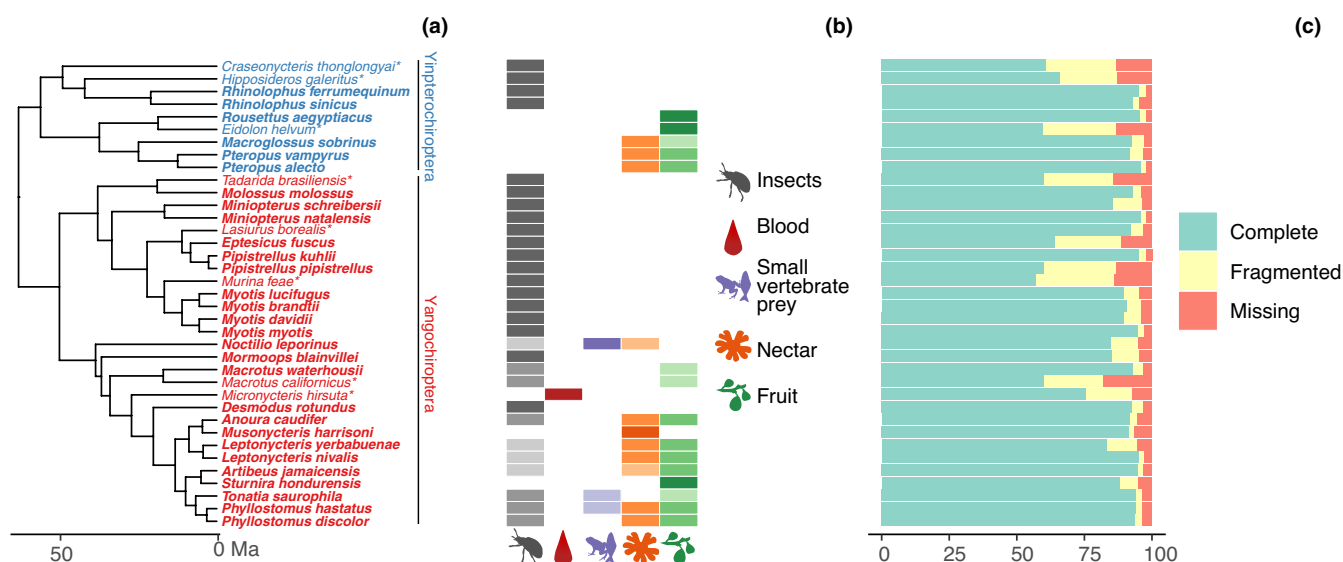 (a)
(b)
(c)
Craseonycteris thonglongyai*
Hipposideros galeritus*
Rhinolophus ferrumequinum
Rhinolophus sinicus
Rousettus aegyptiacus
Eidolon helvum*
Macroglossus sobrinus
Pteropus vampyrus
Pteropus alecto
Tadarida brasiliensis*
Molossus molossus
Miniopterus schreibersii
Miniopterus natalensis
Lasiurus borealis*
Eptesicus fuscus
Pipistrellus kuhlii
Pipistrellus pipistrellus
Murina feae*
Myotis lucifugus
Myotis brandtii
Myotis davidii
Myotis myotis
Noctilio leporinus
Mormoops blainvillei
Macrotus waterhousii
Macrotus californicus*
Micronycteris hirsuta*
Desmodus rotundus
Anoura caudifer
Musonycteris harrisoni
Leptonycteris yerbabuenae
Leptonycteris nivalis
Artibeus jamaicensis
Sturnira hondurensis
Tonatia saurophila
Phyllostomus hastatus
Phyllostomus discolor
Yinpterochiroptera
Yangochiroptera
50
0 Ma
Insects
Blood
Small
vertebrate
prey
Nectar
Fruit
Complete
Fragmented
Missing
0
25
50
75
100